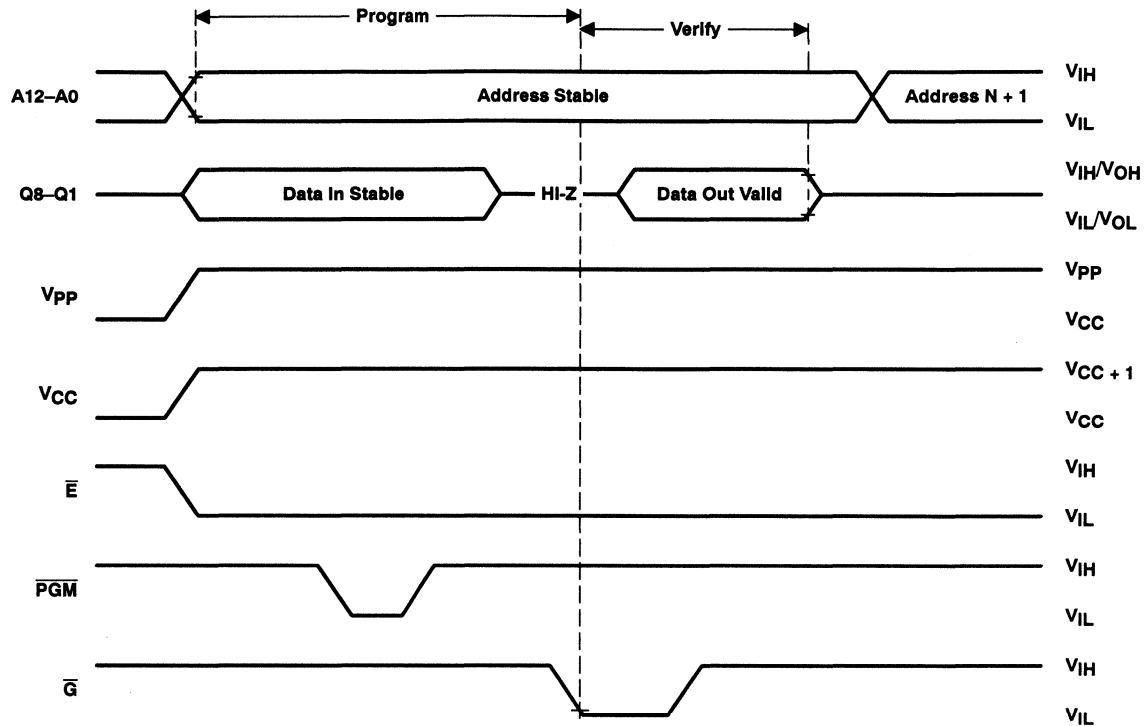 Program
Verify
A12–A0
Address Stable
Address N + 1
VIH
VIL
Q8–Q1
Data In Stable
HI-Z
Data Out Valid
VIH/VOH
VIL/VOL
VPP
VPP
VCC
VCC
VCC + 1
VCC
E̅
VIH
VIL
P̅G̅M̅
VIH
VIL
G̅
VIH
VIL